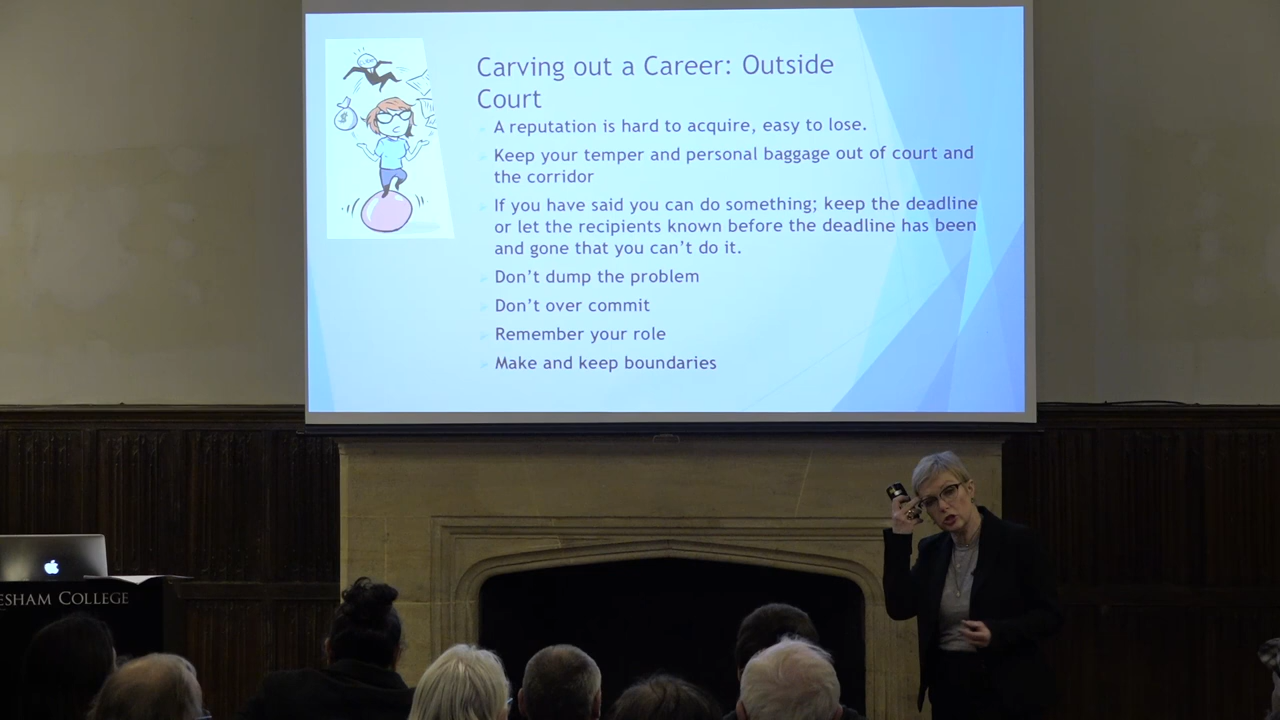 Carving out a Career: Outside
Court
A reputation is hard to acquire, easy to lose.
Keep your temper and personal baggage out of court and
the corridor
If you have said you can do something; keep the deadline
or let the recipients known before the deadline has been
and gone that you can't do it.
Don't dump the problem
Don't over commit
Remember your role
Make and keep boundaries
$
ESHAM COLLEGE